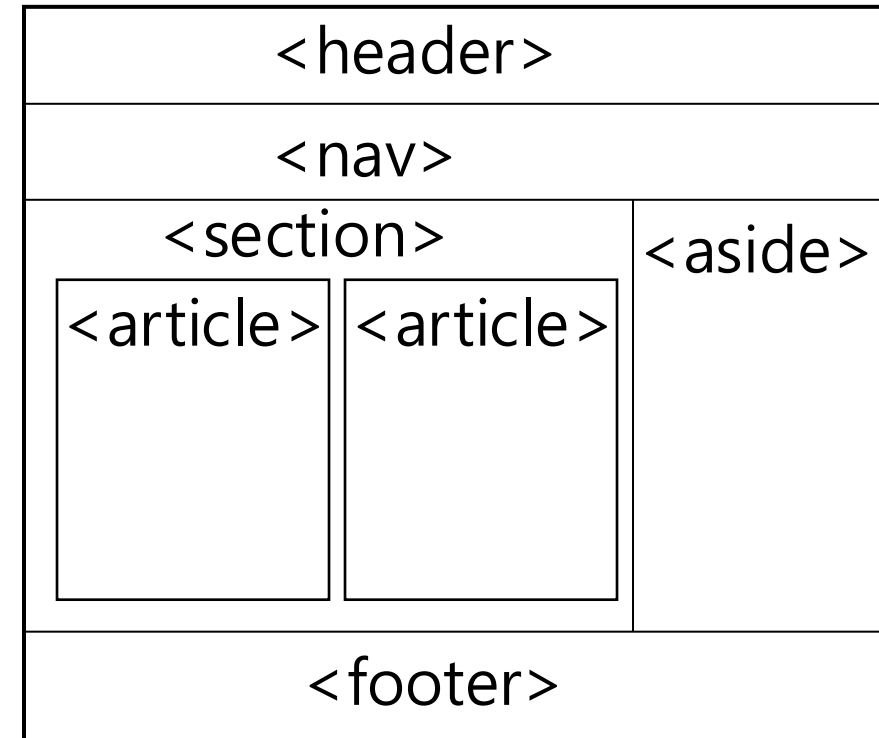 <header>
<nav>
<section>
<aside>
<article> <article>
<footer>